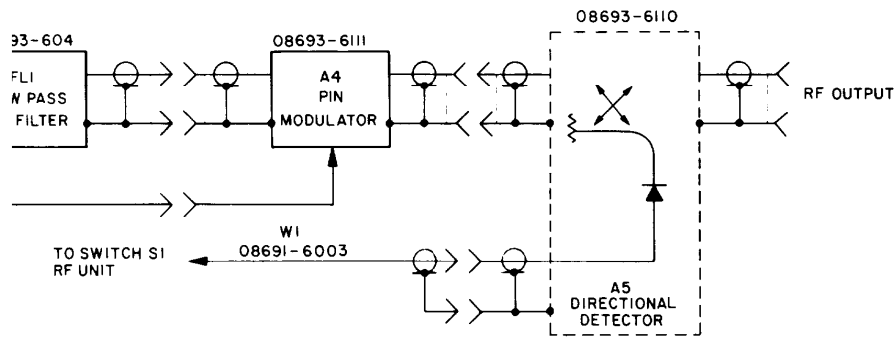 08693-6110
93-604
08693-6111
FL1
W PASS
FILTER
A4
PIN
MODULATOR
RF OUTPUT
W1
08691-6003
TO SWITCH S1
RF UNIT
A5
DIRECTIONAL
DETECTOR